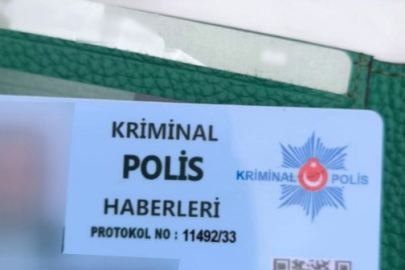 KRİMİNAL
POLİS
HABERLERİ
PROTOKOL NO : 11492/33
KRİMİNAL POLİS